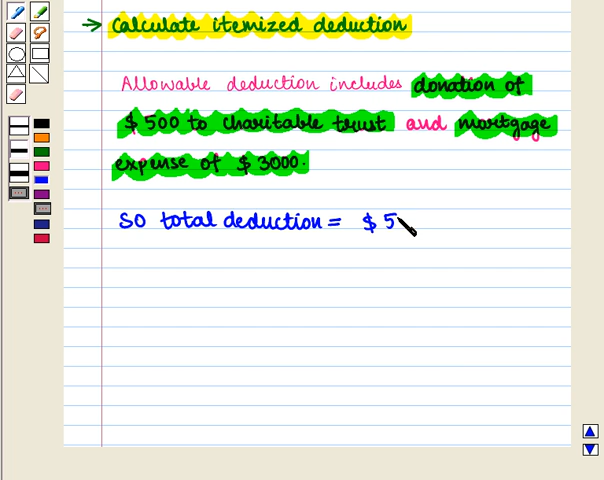 → Calculate itemized deduction
Allowable deduction includes donation of
$ 500 to charitable trust and mortgage
expense of $ 3000.
SO total deduction = $ 5